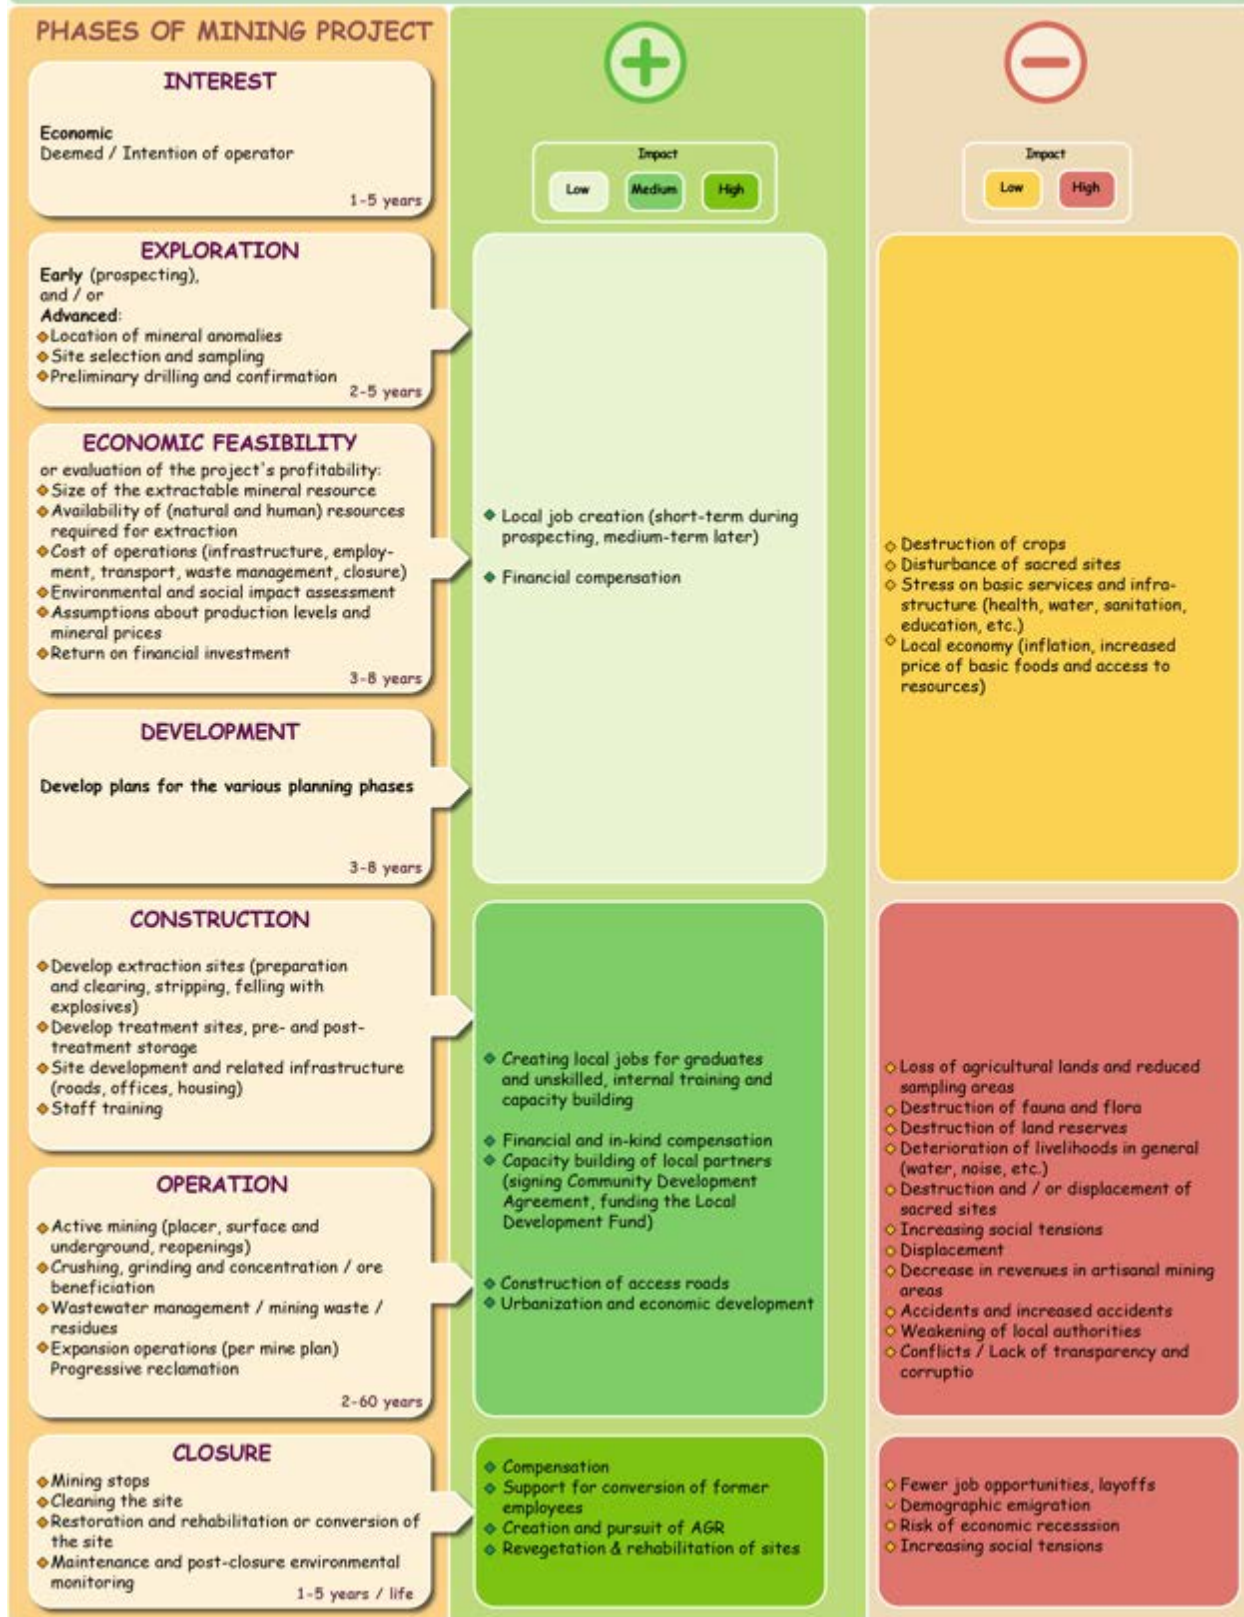 PHASES OF MINING PROJECT
INTEREST
Economic
Deemed / Intention of operator
1-5 years
EXPLORATION
Early (prospecting),
and / or
Advanced:
Location of mineral anomalies
Site selection and sampling
Preliminary drilling and confirmation
2-5 years
ECONOMIC FEASIBILITY
or evaluation of the project's profitability:
Size of the extractable mineral resource
Availability of (natural and human) resources
required for extraction
Cost of operations (infrastructure, employ-
ment, transport, waste management, closure)
Environmental and social impact assessment
Assumptions about production levels and
mineral prices
Return on financial investment
3-8 years
DEVELOPMENT
Develop plans for the various planning phases
3-8 years
CONSTRUCTION
Develop extraction sites (preparation
and clearing, stripping, felling with
explosives)
Develop treatment sites, pre- and post-
treatment storage
Site development and related infrastructure
(roads, offices, housing)
Staff training
OPERATION
Active mining (placer, surface and
underground, reopenings)
Crushing, grinding and concentration / ore
beneficiation
Wastewater management / mining waste /
residues
Expansion operations (per mine plan)
Progressive reclamation
2-60 years
CLOSURE
Mining stops
Cleaning the site
Restoration and rehabilitation or conversion of
the site
Maintenance and post-closure environmental
monitoring
1-5 years / life
Impact
Low
Medium
High
Local job creation (short-term during
prospecting, medium-term later)
Financial compensation
Creating local jobs for graduates
and unskilled, internal training and
capacity building
Financial and in-kind compensation
Capacity building of local partners
(signing Community Development
Agreement, funding the Local
Development Fund)
Construction of access roads
Urbanization and economic development
Compensation
Support for conversion of former
employees
Creation and pursuit of AGR
Revegetation & rehabilitation of sites
Impact
Low
High
Destruction of crops
Disturbance of sacred sites
Stress on basic services and infra-
structure (health, water, sanitation,
education, etc.)
Local economy (inflation, increased
price of basic foods and access to
resources)
Loss of agricultural lands and reduced
sampling areas
Destruction of fauna and flora
Destruction of land reserves
Deterioration of livelihoods in general
(water, noise, etc.)
Destruction and / or displacement of
sacred sites
Increasing social tensions
Displacement
Decrease in revenues in artisanal mining
areas
Accidents and increased accidents
Weakening of local authorities
Conflicts / Lack of transparency and
corruptio
Fewer job opportunities, layoffs
Demographic emigration
Risk of economic recesssion
Increasing social tensions